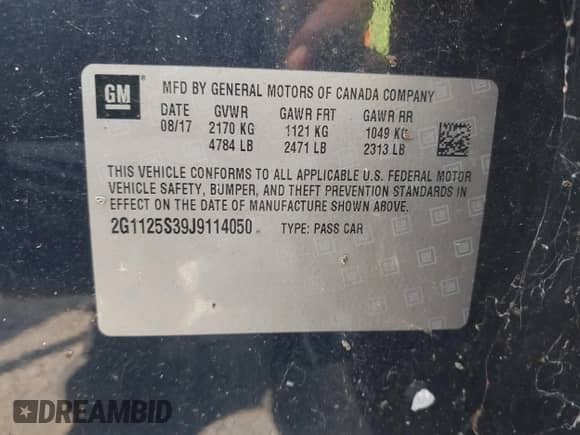 GM
MFD BY GENERAL MOTORS OF CANADA COMPANY
DATE GVWR GAWR FRT GAWR RR
08/17 2170 KG 1121 KG 1049 KG
4784 LB 2471 LB 2313 LB
THIS VEHICLE CONFORMS TO ALL APPLICABLE U.S. FEDERAL MOTOR
VEHICLE SAFETY, BUMPER, AND THEFT PREVENTION STANDARDS IN
EFFECT ON THE DATE OF MANUFACTURE SHOWN ABOVE.
2G1125S39J9114050 TYPE: PASS CAR
DREAMBID